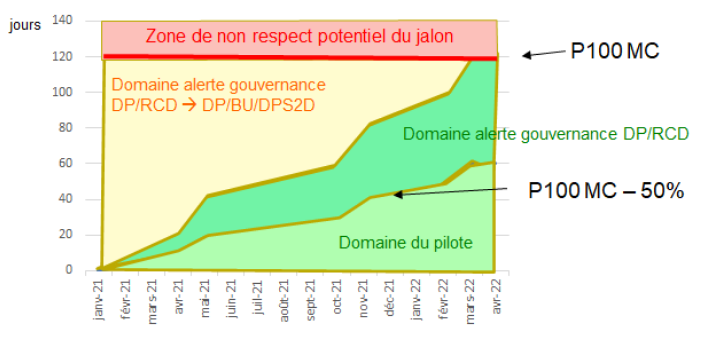 jours
140
120
100
80
60
40
20
0
Zone de non respect potentiel du jalon
P100 MC
Domaine alerte gouvernance
DP/RCD → DP/BU/DPS2D
Domaine alerte gouvernance DP/RCD
P100 MC – 50%
Domaine du pilote
janv-21
févr-21
mars-21
avr-21
mai-21
juin-21
juil-21
août-21
sept-21
oct-21
nov-21
déc-21
janv-22
févr-22
mars-22
avr-22